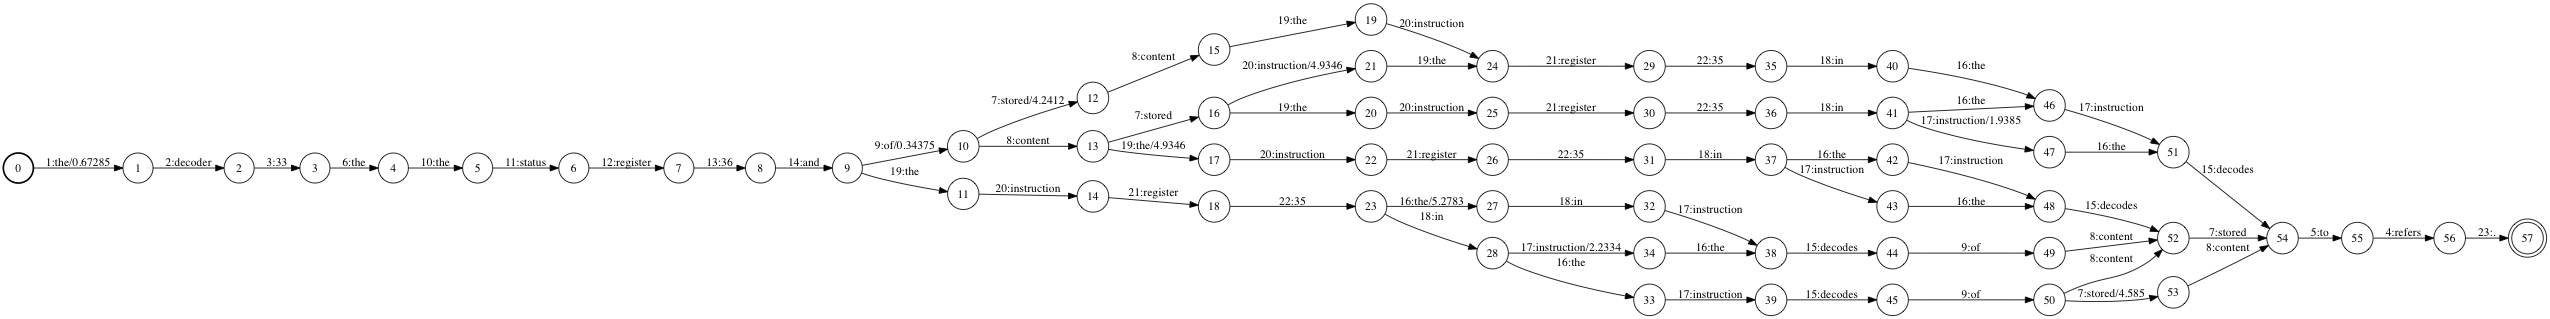 0 1:the/0.67285 1 2:decoder 2 3:33 3 6:the 4 10:the 5 11:status 6 12:register 7 13:36 8 14:and 9
9:of/0.34375 10 19:the 11
7:stored/4.2412 12 8:content 13
20:instruction 14 8:content 15
7:stored 16 19:the/4.9346 17
21:register 18 19:the 19 20:instruction
20:instruction/4.9346 21 19:the 24 21:register 29 22:35 35 18:in 40 16:the
19:the 20 20:instruction 25 21:register 30 22:35 36 18:in 41 16:the 46 17:instruction
17:instruction/1.9385 47 16:the 51 15:decodes
20:instruction 22 21:register 26 22:35 31 18:in 37 16:the 42 17:instruction
17:instruction 43 16:the 48 15:decodes
22:35 23 16:the/5.2783 27 18:in 32 17:instruction
18:in 28 17:instruction/2.2334 34 16:the 38 15:decodes 44 9:of 49 8:content
16:the 33 17:instruction 39 15:decodes 45 9:of 50 8:content
7:stored/4.585 53 8:content
52 7:stored 54 5:to 55 4:refers 56 23:. 57